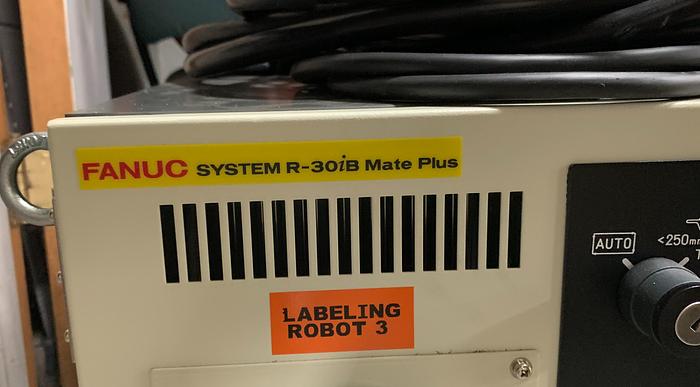 FANUC SYSTEM R-30iB Mate Plus
AUTO
<250mm
LABELING
ROBOT 3